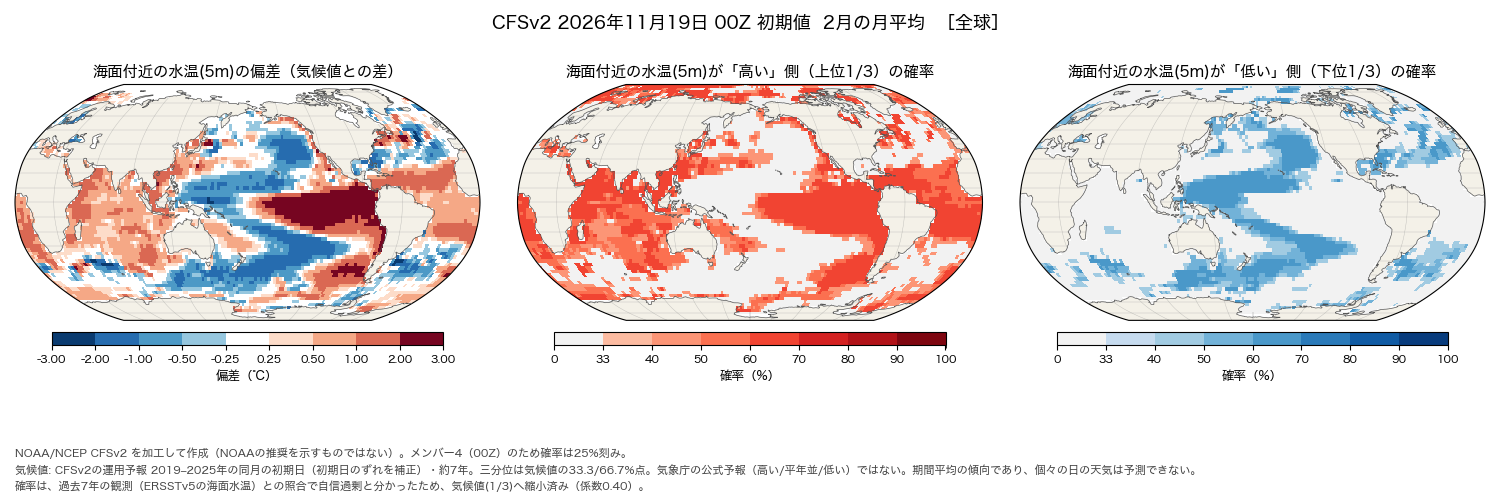 CFSv2 2026年11月19日 00Z 初期値 2月の月平均 ［全球］
海面付近の水温(5m)の偏差（気候値との差）
海面付近の水温(5m)が「高い」側（上位1/3）の確率
海面付近の水温(5m)が「低い」側（下位1/3）の確率
-3.00 -2.00 -1.00 -0.50 -0.25 0.25 0.50 1.00 2.00 3.00
偏差（℃）
0 33 40 50 60 70 80 90 100
確率（%）
0 33 40 50 60 70 80 90 100
確率（%）
NOAA/NCEP CFSv2 を加工して作成（NOAAの推奨を示すものではない）。メンバー4（00Z）のため確率は25%刻み。
気候値: CFSv2の運用予報 2019–2025年の同月の初期日（初期日のずれを補正）・約7年。三分位は気候値の33.3/66.7%点。気象庁の公式予報（高い/平年並/低い）ではない。期間平均の傾向であり、個々の日の天気は予測できない。
確率は、過去7年の観測（ERSSTv5の海面水温）との照合で自信過剰と分かったため、気候値(1/3)へ縮小済み（係数0.40）。